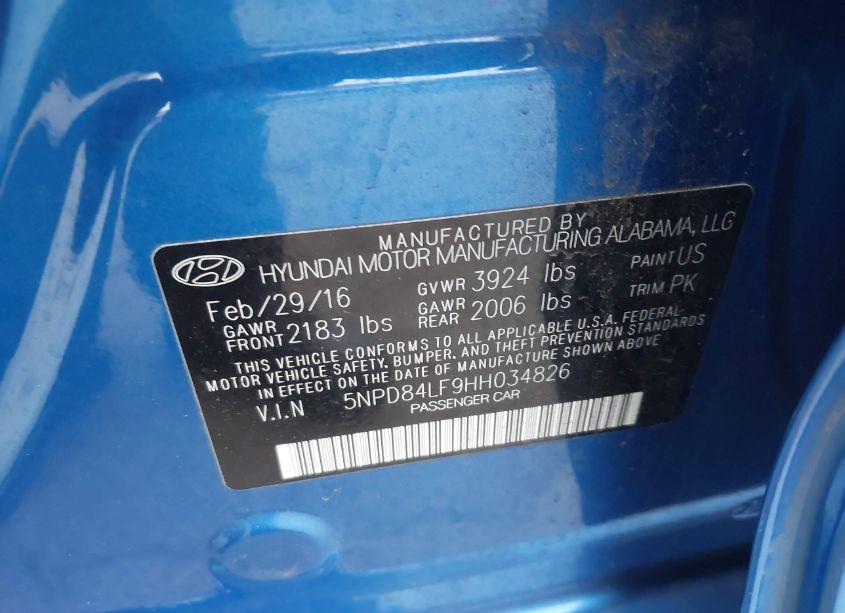 MANUFACTURED BY
HYUNDAI MOTOR MANUFACTURING ALABAMA, LLC
Feb/29/16 GVWR 3924 lbs PAINT US
GAWR FRONT 2183 lbs GAWR REAR 2006 lbs TRIM PK
THIS VEHICLE CONFORMS TO ALL APPLICABLE U.S.A. FEDERAL
MOTOR VEHICLE SAFETY, BUMPER, AND THEFT PREVENTION STANDARDS
IN EFFECT ON THE DATE OF MANUFACTURE SHOWN ABOVE
V.I.N 5NPD84LF9HH034826
PASSENGER CAR